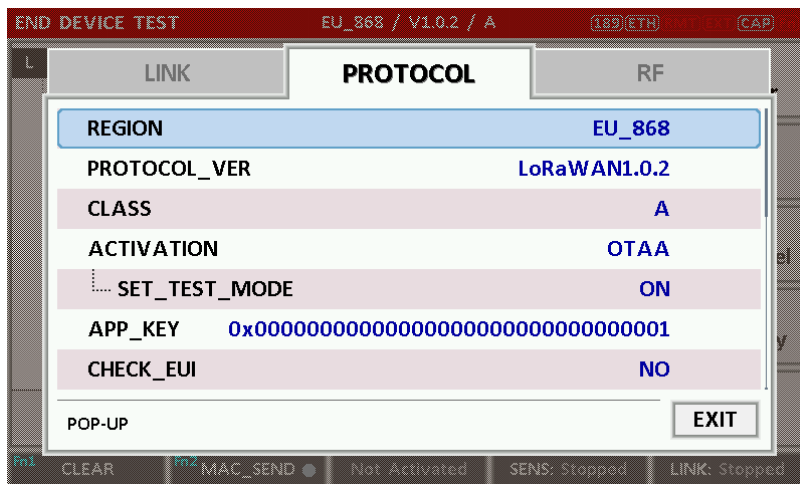 END DEVICE TEST EU_868 / V1.0.2 / A (189) ETH CAP
L
LINK PROTOCOL RF
REGION EU_868
PROTOCOL_VER LoRaWAN1.0.2
CLASS A
ACTIVATION OTAA
SET_TEST_MODE ON
APP_KEY 0x00000000000000000000000000000001
CHECK_EUI NO
POP-UP EXIT
Fn1 CLEAR Fn2 MAC_SEND Not Activated SENS: Stopped LINK: Stopped